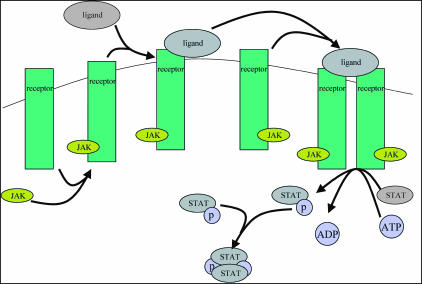 ligand
ligand
ligand
receptor
receptor
receptor
receptor
receptor
receptor
JAK
JAK
JAK
JAK
JAK
JAK
STAT
p
STAT
p
STAT
ADP
ATP
STAT
p
STAT